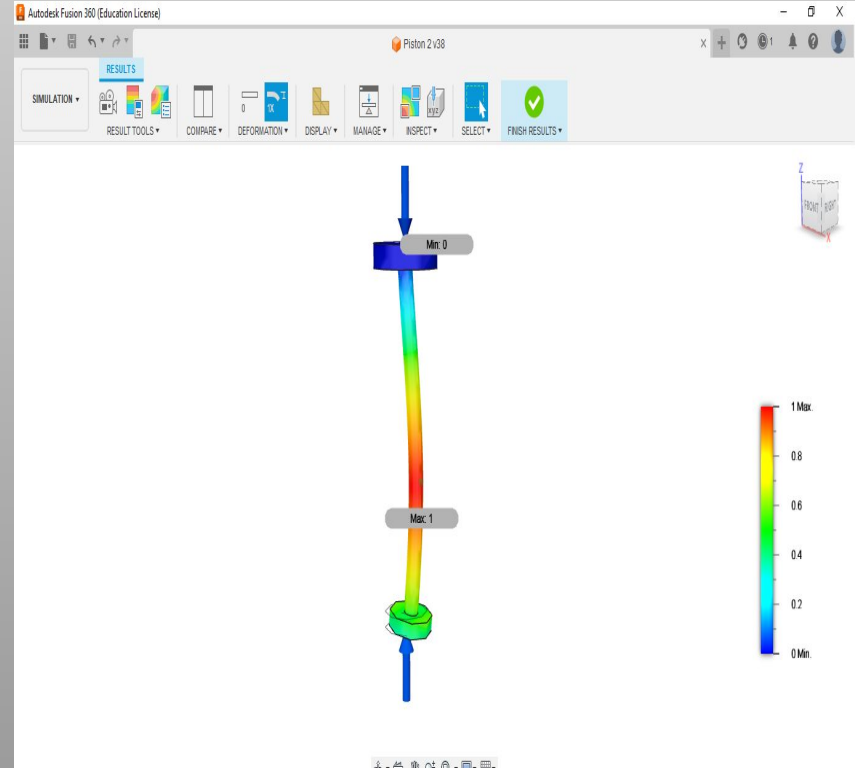 Autodesk Fusion 360 (Education License)
Piston 2 v38
1
RESULTS
SIMULATION
0
1X
xyz
RESULT TOOLS
COMPARE
DEFORMATION
DISPLAY
MANAGE
INSPECT
SELECT
FINISH RESULTS
Z
FRONT
RIGHT
X
Min: 0
Max: 1
1 Max.
0.8
0.6
0.4
0.2
0 Min.